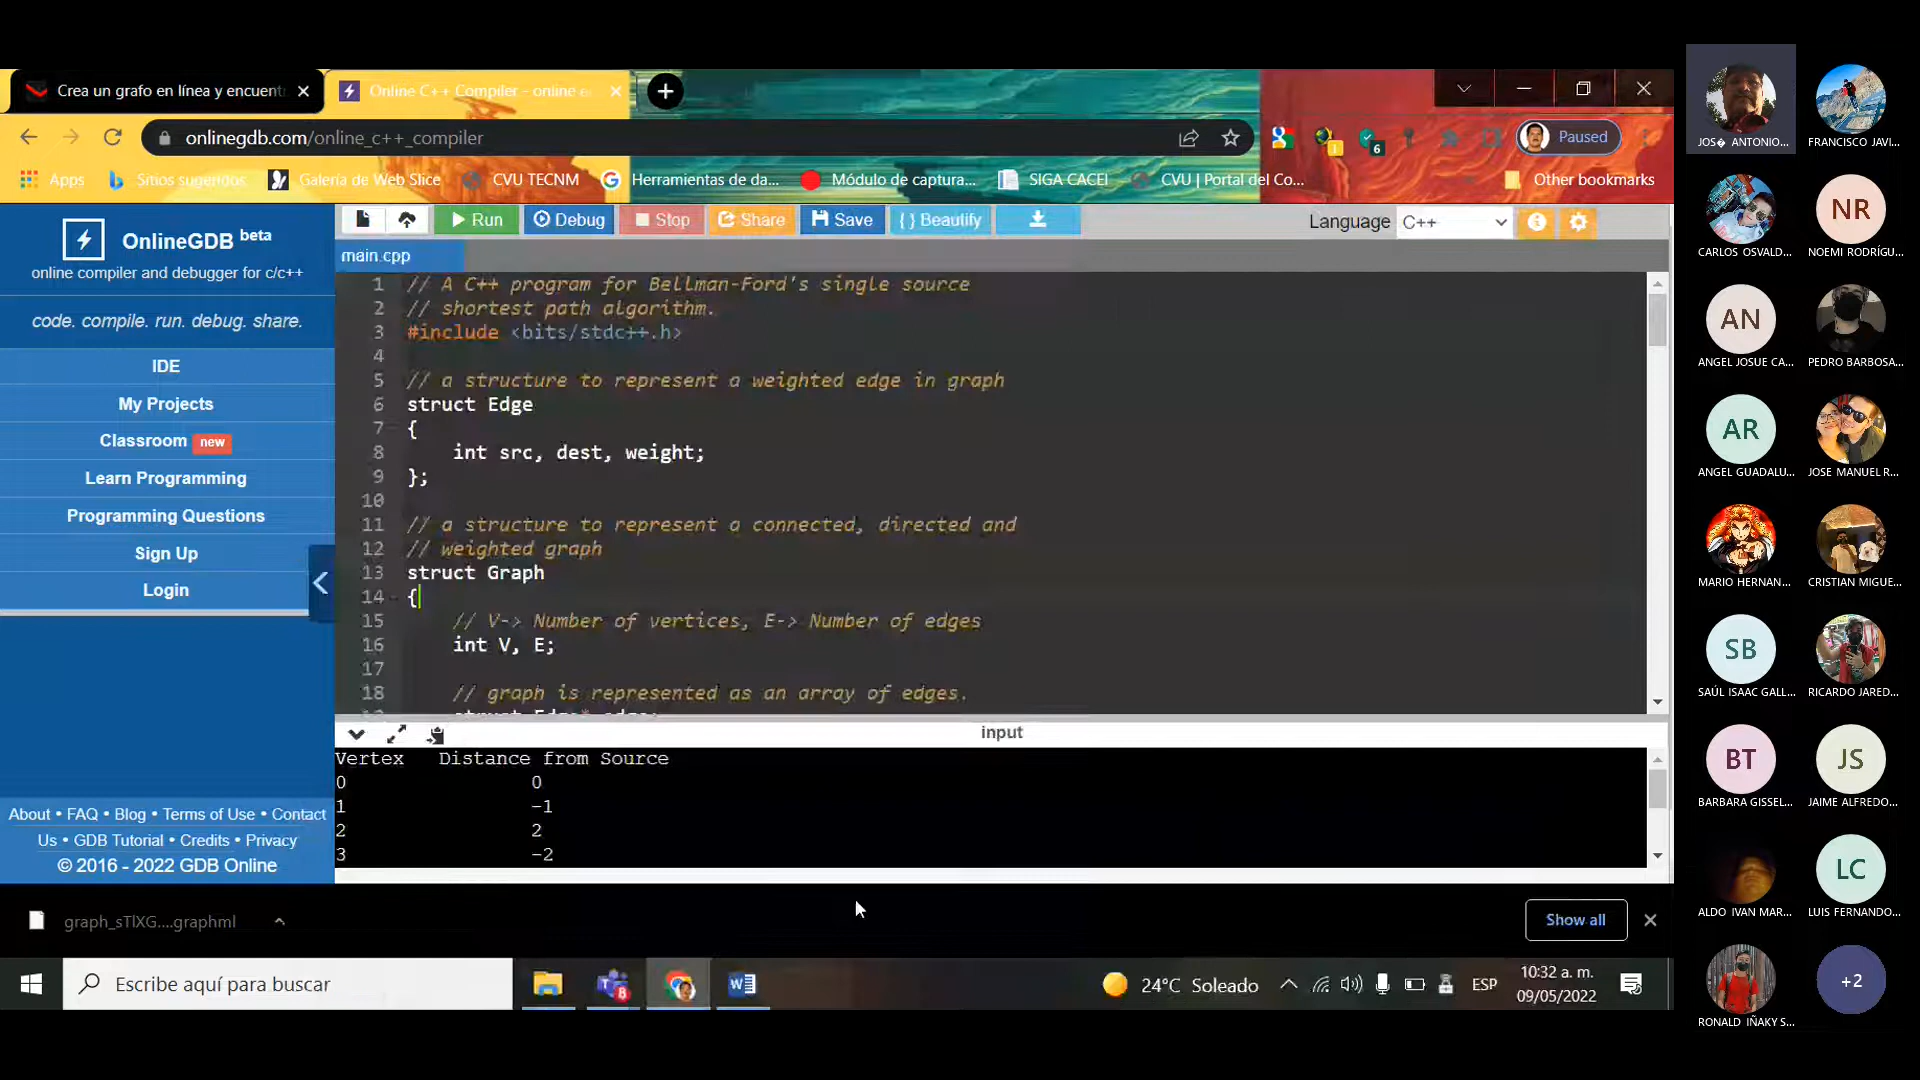 Crea un grafo en línea y encuent
Online C++ Compiler - online e
onlinegdb.com/online_c++_compiler
Paused
Apps
Sitios sugeridos
Galería de Web Slice
CVU TECNM
Herramientas de da...
Módulo de captura...
SIGA CACEI
CVU | Portal del Co...
Other bookmarks
OnlineGDB beta
online compiler and debugger for c/c++
code. compile. run. debug. share.
IDE
My Projects
Classroom new
Learn Programming
Programming Questions
Sign Up
Login
About • FAQ • Blog • Terms of Use • Contact
Us • GDB Tutorial • Credits • Privacy
© 2016 - 2022 GDB Online
Run Debug Stop Share Save { } Beautify
Language C++
main.cpp
1 // A C++ program for Bellman-Ford's single source
2 // shortest path algorithm.
3 #include <bits/stdc++.h>
4
5 // a structure to represent a weighted edge in graph
6 struct Edge
7 {
8 int src, dest, weight;
9 };
10
11 // a structure to represent a connected, directed and
12 // weighted graph
13 struct Graph
14 {
15 // V-> Number of vertices, E-> Number of edges
16 int V, E;
17
18 // graph is represented as an array of edges.
input
Vertex Distance from Source
0 0
1 -1
2 2
3 -2
graph_sTlXG....graphml
Show all
Escribe aquí para buscar
24°C Soleado
ESP
10:32 a. m.
09/05/2022
JOS� ANTONIO...
FRANCISCO JAVI...
CARLOS OSVALD...
NR
NOEMI RODRÍGU...
AN
ANGEL JOSUE CA...
PEDRO BARBOSA...
AR
ANGEL GUADALU...
JOSE MANUEL R...
MARIO HERNAN...
CRISTIAN MIGUE...
SB
SAÚL ISAAC GALL...
RICARDO JARED...
BT
BARBARA GISSEL...
JS
JAIME ALFREDO...
ALDO IVAN MAR...
LC
LUIS FERNANDO...
RONALD IÑAKY S...
+2